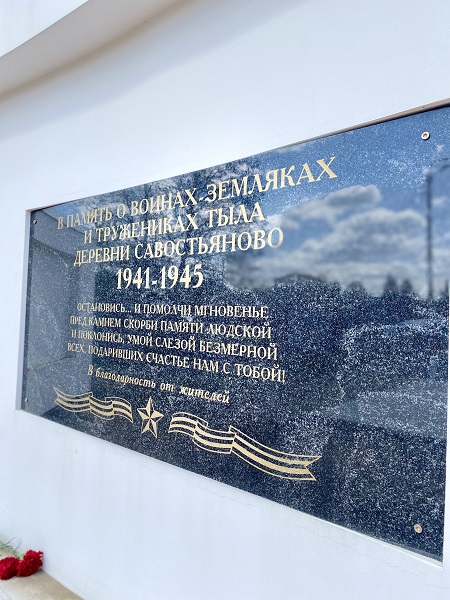 В ПАМЯТЬ О ВОИНАХ-ЗЕМЛЯКАХ
И ТРУЖЕНИКАХ ТЫЛА
ДЕРЕВНИ САВОСТЬЯНОВО
1941-1945
ОСТАНОВИСЬ... И ПОМОЛЧИ МГНОВЕНЬЕ
ПРЕД КАМНЕМ СКОРБИ ПАМЯТИ ЛЮДСКОЙ
И ПОКЛОНИСЬ, УМОЙ СЛЕЗОЙ БЕЗМЕРНОЙ
ВСЕХ, ПОДАРИВШИХ СЧАСТЬЕ НАМ С ТОБОЙ!
В благодарность от жителей